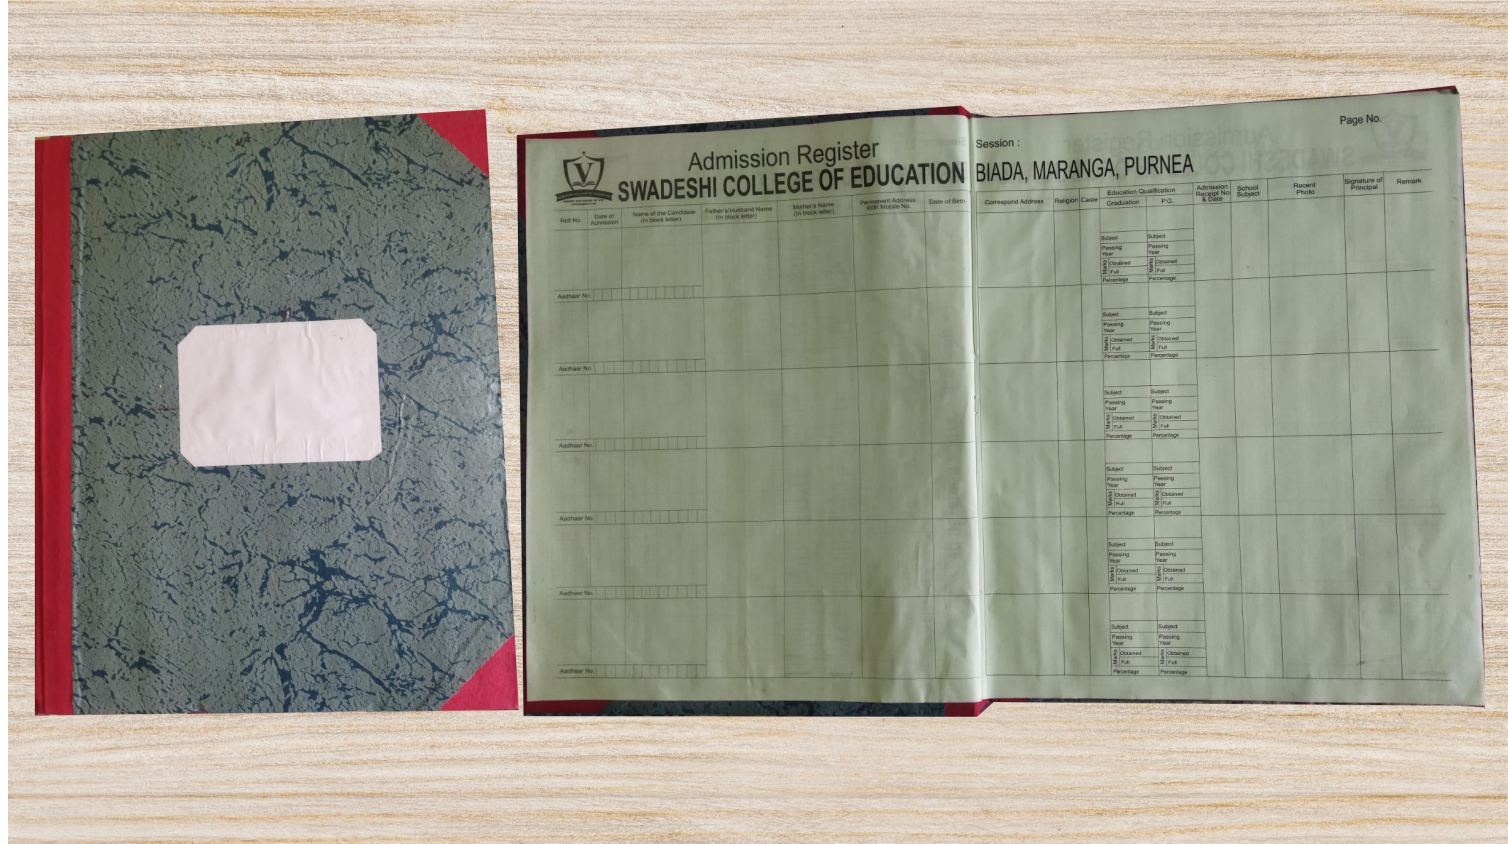 Admission Register
SWADESHI COLLEGE OF EDUCATION BIADA, MARANGA, PURNEA
Session :
Page No.
Roll No.
Date of Admission
Name of the Candidate (In block letter)
Father's/Husband Name (In block letter)
Mother's Name (In block letter)
Permanent Address With Mobile No.
Date of Birth
Correspond Address
Religion
Caste
Education Qualification
Graduation
P.G.
Admission Receipt No. & Date
School Subject
Recent Photo
Signature of Principal
Remark
Subject Subject
Passing Year Passing Year
Marks Obtained Marks Obtained
Full Full
Percentage Percentage
Aadhaar No.
Subject Subject
Passing Year Passing Year
Marks Obtained Marks Obtained
Full Full
Percentage Percentage
Aadhaar No.
Subject Subject
Passing Year Passing Year
Marks Obtained Marks Obtained
Full Full
Percentage Percentage
Aadhaar No.
Subject Subject
Passing Year Passing Year
Marks Obtained Marks Obtained
Full Full
Percentage Percentage
Aadhaar No.
Subject Subject
Passing Year Passing Year
Marks Obtained Marks Obtained
Full Full
Percentage Percentage
Aadhaar No.
Subject Subject
Passing Year Passing Year
Marks Obtained Marks Obtained
Full Full
Percentage Percentage
Aadhaar No.